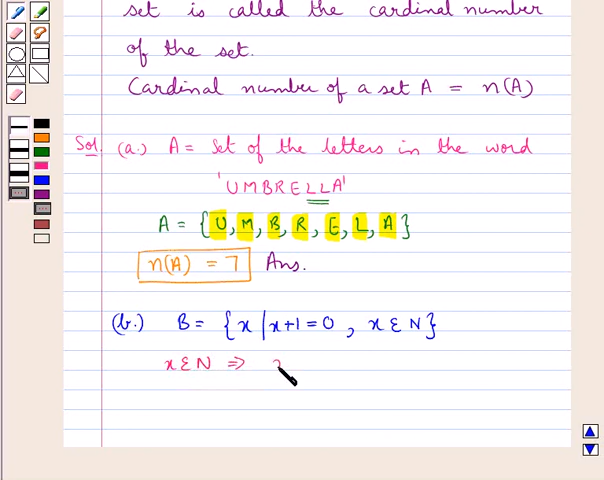 set is called the cardinal number
of the set.
Cardinal number of a set A = n(A)
Sol. (a.) A = Set of the letters in the word
'UMBRELLA'
A = {U, M, B, R, E, L, A}
n(A) = 7 Ans.
(b.) B = {x | x+1 = 0, x ∈ N}
x ∈ N ⇒